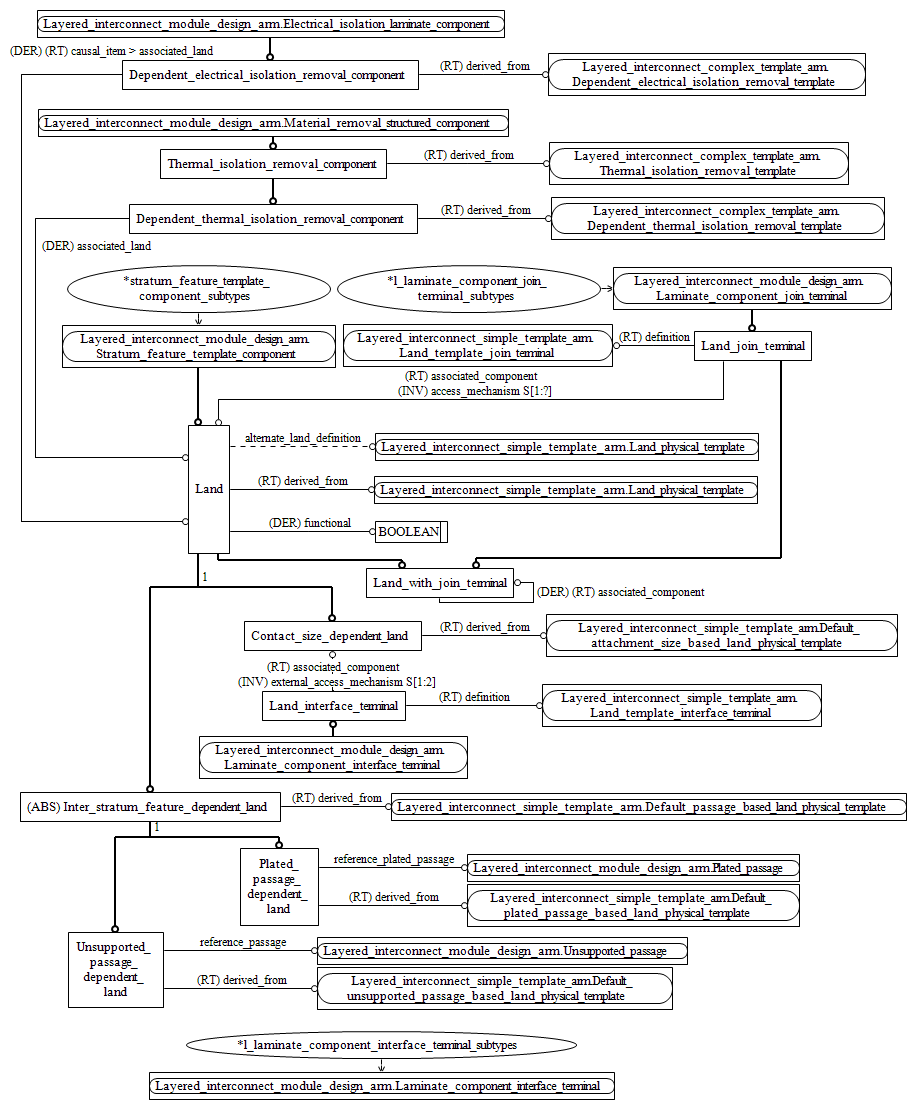 Layered_interconnect_module_design_arm.Electrical_isolation_laminate_component
(DER) (RT) causal_item > associated_land
Dependent_electrical_isolation_removal_component
(RT) derived_from
Layered_interconnect_complex_template_arm.
Dependent_electrical_isolation_removal_template
Layered_interconnect_module_design_arm.Material_removal_structured_component
Thermal_isolation_removal_component
(RT) derived_from
Layered_interconnect_complex_template_arm.
Thermal_isolation_removal_template
Dependent_thermal_isolation_removal_component
(RT) derived_from
Layered_interconnect_complex_template_arm.
Dependent_thermal_isolation_removal_template
(DER) associated_land
*stratum_feature_template_
component_subtypes
*l_laminate_component_join_
terminal_subtypes
Layered_interconnect_module_design_arm.
Laminate_component_join_terminal
Layered_interconnect_module_design_arm.
Stratum_feature_template_component
Layered_interconnect_simple_template_arm.
Land_template_join_terminal
(RT) definition
Land_join_terminal
(RT) associated_component
(INV) access_mechanism S[1:?]
Land
alternate_land_definition
Layered_interconnect_simple_template_arm.Land_physical_template
(RT) derived_from
Layered_interconnect_simple_template_arm.Land_physical_template
(DER) functional
BOOLEAN
1
Land_with_join_terminal
(DER) (RT) associated_component
Contact_size_dependent_land
(RT) derived_from
Layered_interconnect_simple_template_arm.Default_
attachment_size_based_land_physical_template
(RT) associated_component
(INV) external_access_mechanism S[1:2]
Land_interface_terminal
(RT) definition
Layered_interconnect_simple_template_arm.
Land_template_interface_terminal
Layered_interconnect_module_design_arm.
Laminate_component_interface_terminal
(ABS) Inter_stratum_feature_dependent_land
(RT) derived_from
Layered_interconnect_simple_template_arm.Default_passage_based_land_physical_template
1
Plated_
passage_
dependent_
land
reference_plated_passage
Layered_interconnect_module_design_arm.Plated_passage
(RT) derived_from
Layered_interconnect_simple_template_arm.Default_
plated_passage_based_land_physical_template
Unsupported_
passage_
dependent_
land
reference_passage
Layered_interconnect_module_design_arm.Unsupported_passage
(RT) derived_from
Layered_interconnect_simple_template_arm.Default_
unsupported_passage_based_land_physical_template
*l_laminate_component_interface_terminal_subtypes
Layered_interconnect_module_design_arm.Laminate_component_interface_terminal